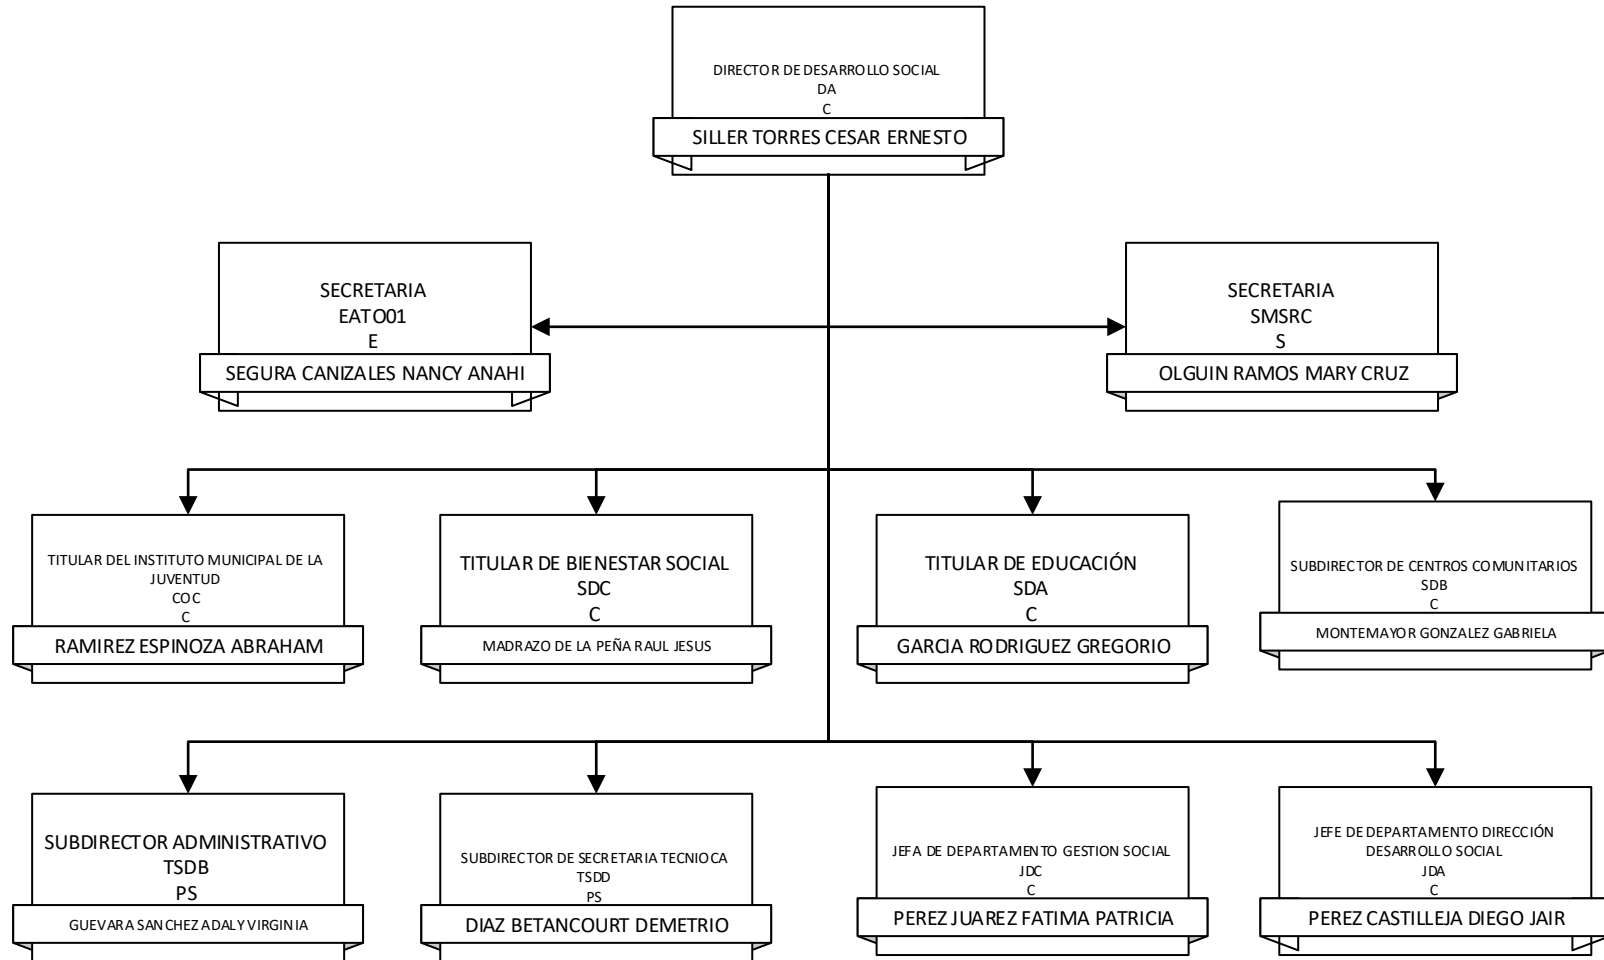 DIRECTOR DE DESARROLLO SOCIAL
DA
C
SILLER TORRES CESAR ERNESTO
SECRETARIA
EATO01
E
SEGURA CANIZALES NANCY ANAHI
SECRETARIA
SMSRC
S
OLGUIN RAMOS MARY CRUZ
TITULAR DEL INSTITUTO MUNICIPAL DE LA
JUVENTUD
COC
C
RAMIREZ ESPINOZA ABRAHAM
TITULAR DE BIENESTAR SOCIAL
SDC
C
MADRAZO DE LA PEÑA RAUL JESUS
TITULAR DE EDUCACIÓN
SDA
C
GARCIA RODRIGUEZ GREGORIO
SUBDIRECTOR DE CENTROS COMUNITARIOS
SDB
C
MONTEMAYOR GONZALEZ GABRIELA
SUBDIRECTOR ADMINISTRATIVO
TSDB
PS
GUEVARA SANCHEZ ADALY VIRGINIA
SUBDIRECTOR DE SECRETARIA TECNIOCA
TSDD
PS
DIAZ BETANCOURT DEMETRIO
JEFA DE DEPARTAMENTO GESTION SOCIAL
JDC
C
PEREZ JUAREZ FATIMA PATRICIA
JEFE DE DEPARTAMENTO DIRECCIÓN
DESARROLLO SOCIAL
JDA
C
PEREZ CASTILLEJA DIEGO JAIR